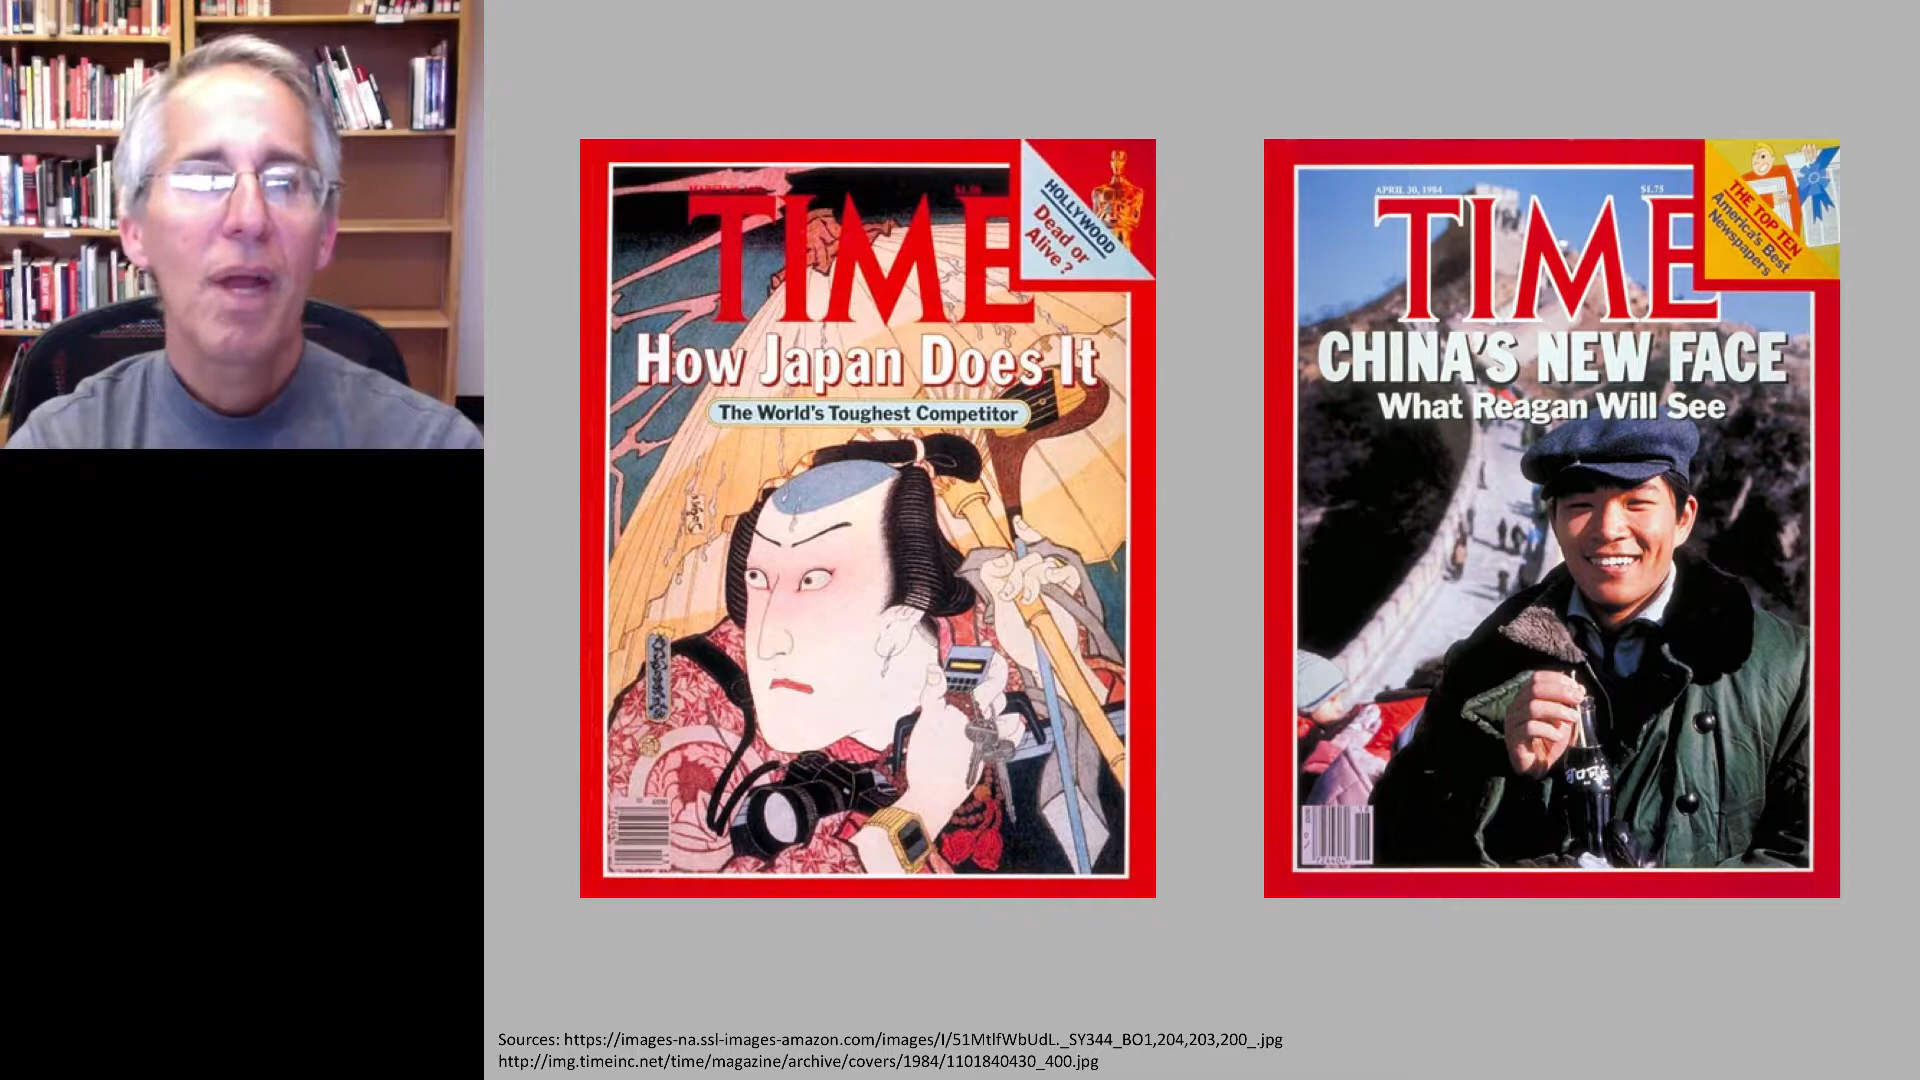 TIME
HOLLYWOOD
Dead or
Alive?
How Japan Does It
The World's Toughest Competitor
APRIL 30, 1984
$1.75
TIME
THE TOP TEN
America's Best
Newspapers
CHINA'S NEW FACE
What Reagan Will See
Sources: https://images-na.ssl-images-amazon.com/images/I/51MtlfWbUdL._SY344_BO1,204,203,200_.jpg
http://img.timeinc.net/time/magazine/archive/covers/1984/1101840430_400.jpg